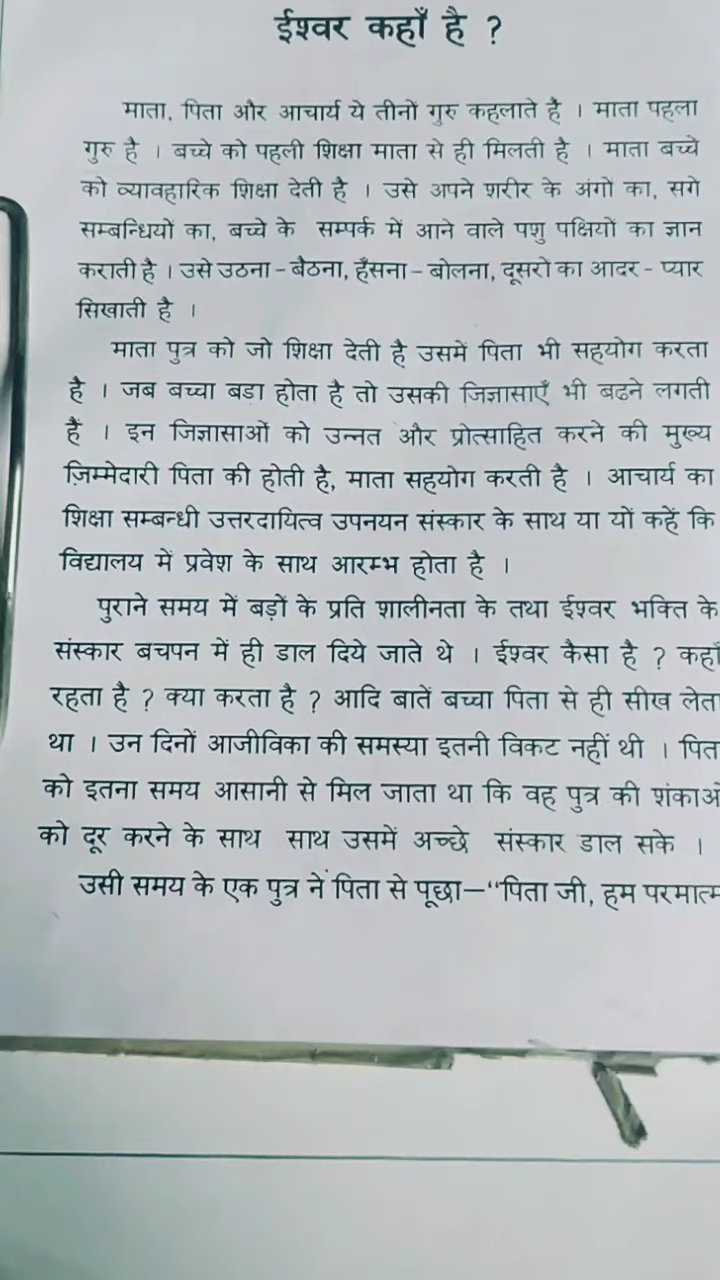 ईश्वर कहाँ है ?
माता, पिता और आचार्य ये तीनों गुरु कहलाते है । माता पहला
गुरु है । बच्चे को पहली शिक्षा माता से ही मिलती है । माता बच्चे
को व्यावहारिक शिक्षा देती है । उसे अपने शरीर के अंगो का, सगे
सम्बन्धियों का, बच्चे के सम्पर्क में आने वाले पशु पक्षियों का ज्ञान
कराती है । उसे उठना - बैठना, हँसना - बोलना, दूसरों का आदर - प्यार
सिखाती है ।
माता पुत्र को जो शिक्षा देती है उसमें पिता भी सहयोग करता
है । जब बच्चा बडा होता है तो उसकी जिज्ञासाएँ भी बढने लगती
हैं । इन जिज्ञासाओं को उन्नत और प्रोत्साहित करने की मुख्य
ज़िम्मेदारी पिता की होती है, माता सहयोग करती है । आचार्य का
शिक्षा सम्बन्धी उत्तरदायित्व उपनयन संस्कार के साथ या यों कहें कि
विद्यालय में प्रवेश के साथ आरम्भ होता है ।
पुराने समय में बड़ों के प्रति शालीनता के तथा ईश्वर भक्ति के
संस्कार बचपन में ही डाल दिये जाते थे । ईश्वर कैसा है ? कहाँ
रहता है ? क्या करता है ? आदि बातें बच्चा पिता से ही सीख लेता
था । उन दिनों आजीविका की समस्या इतनी विकट नहीं थी । पित
को इतना समय आसानी से मिल जाता था कि वह पुत्र की शंकाओ
को दूर करने के साथ साथ उसमें अच्छे संस्कार डाल सके ।
उसी समय के एक पुत्र ने पिता से पूछा—“पिता जी, हम परमात्म